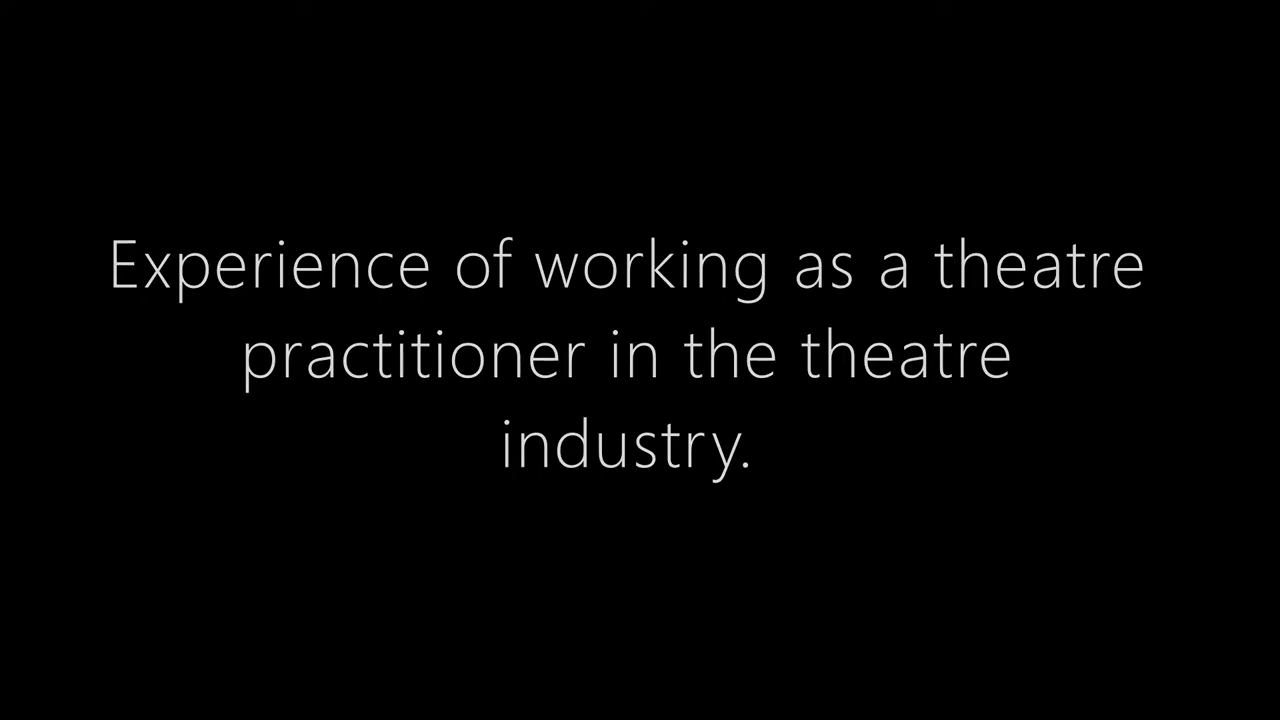 Experience of working as a theatre
practitioner in the theatre
industry.